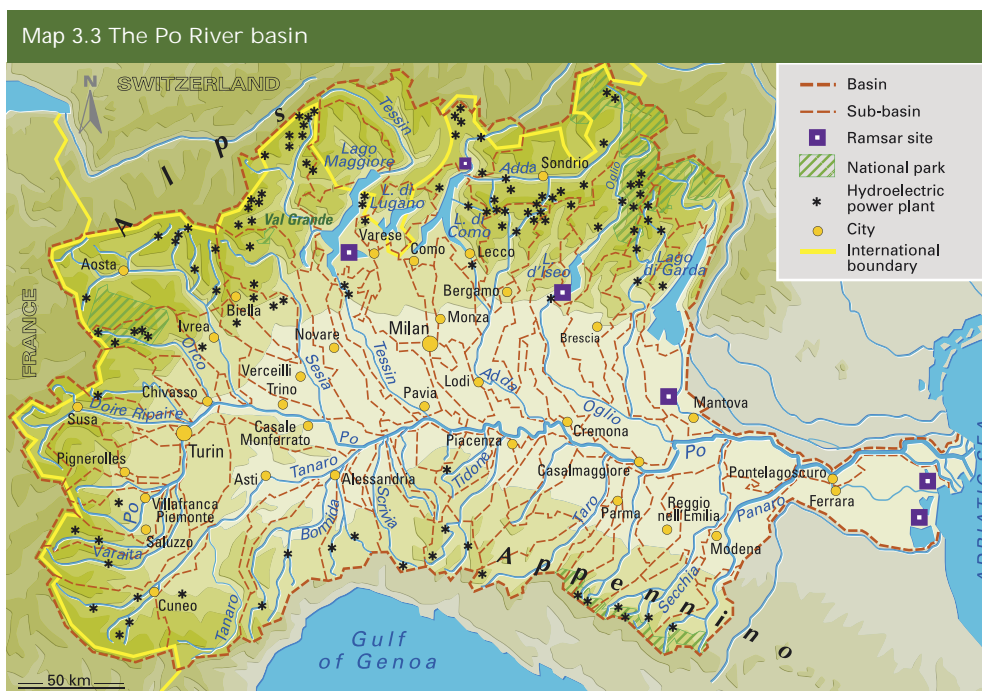 Map 3.3 The Po River basin
N
SWITZERLAND
Alps
Tessin
Lago
Maggiore
L. di
Lugano
Adda
Sondrio
Oglio
Val Grande
Varese
Como
L. di
Como
Lecco
L.
d'Iseo
Lago
di Garda
Aosta
Bergamo
Biella
Monza
FRANCE
Ivrea
Orco
Novare
Milan
Brescia
Sesia
Tessin
Verceilli
Trino
Lodi
Adda
Chivasso
Pavia
Oglio
Mantova
Susa
Doire Ripaire
Casale
Monferrato
Po
Piacenza
Cremona
Turin
Po
Pignerolles
Tanaro
Tidone
Casalmaggiore
Pontelagoscuro
Asti
Alessandria
Scrivia
Taro
Parma
Reggio
nell'Emilia
Panaro
Ferrara
Po
Villafranca
Piemonte
Bormida
Saluzzo
Modena
Varaita
Appennino
Secchia
Cuneo
Tanaro
Gulf
of Genoa
ADRIATIC SEA
50 km
Basin
Sub-basin
Ramsar site
National park
Hydroelectric
power plant
City
International
boundary